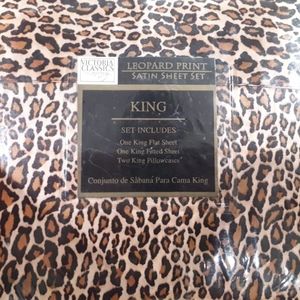 VICTORIA
CLASSICS
LEOPARD PRINT
SATIN SHEET SET
KING
SET INCLUDES
One King Flat Sheet
One King Fitted Sheet
Two King Pillowcases
Conjunto de Sábana Para Cama King